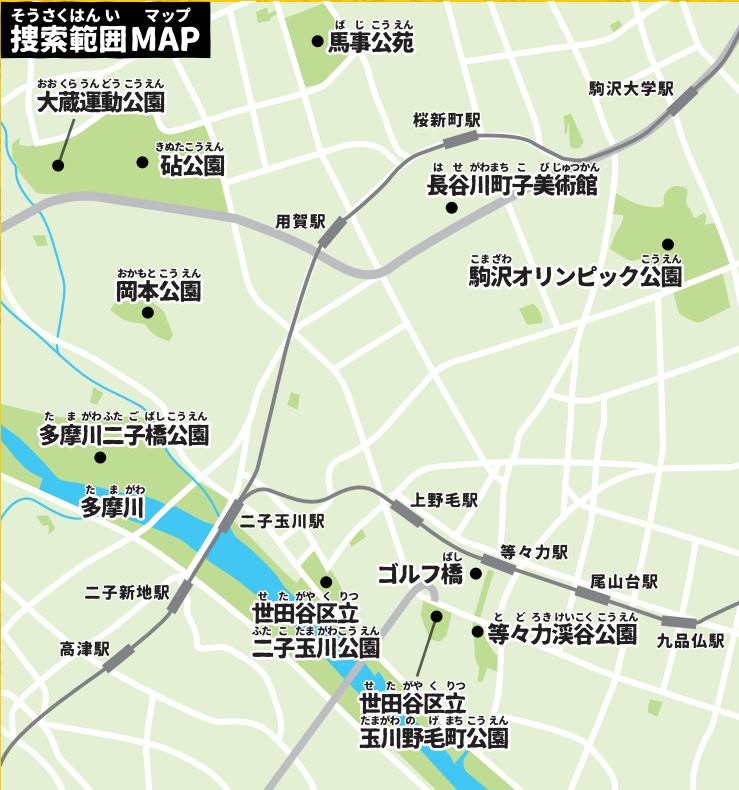 そうさくはんい マップ
捜索範囲MAP
ば じ こうえん
馬事公苑
おおくらうんどうこうえん
大蔵運動公園
駒沢大学駅
桜新町駅
きぬたこうえん
砧公園
は せ がわまち こ びじゅつかん
長谷川町子美術館
用賀駅
こまざわ こうえん
駒沢オリンピック公園
おかもとこうえん
岡本公園
た ま がわふた ご ばしこうえん
多摩川二子橋公園
た ま がわ
多摩川
上野毛駅
二子玉川駅
等々力駅
ばし
ゴルフ橋
尾山台駅
二子新地駅
せ た がや く りつ
世田谷区立
ふた こ たまがわこうえん
二子玉川公園
と ど ろきけいこくこうえん
等々力渓谷公園
九品仏駅
高津駅
せ た がや く りつ
世田谷区立
たまがわ の げ まちこうえん
玉川野毛町公園